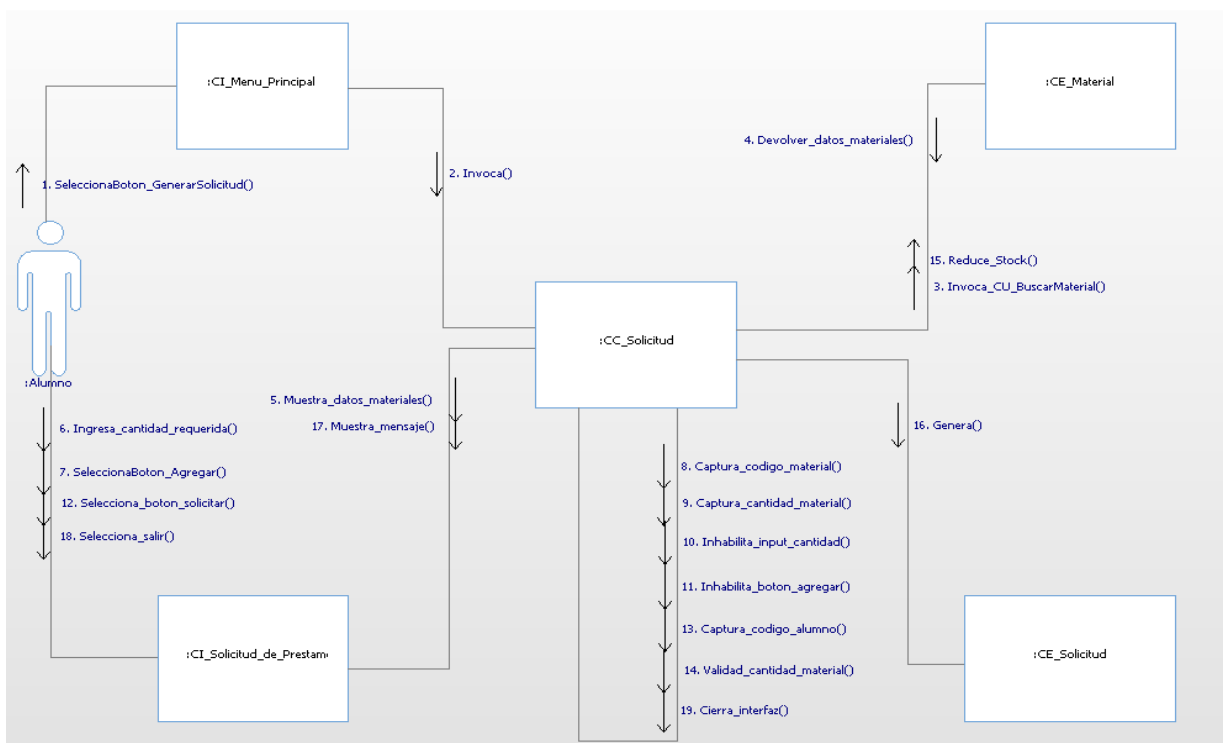 :CI_Menu_Principal
:CE_Material
4. Devolver_datos_materiales()
1. SeleccionaBoton_GenerarSolicitud()
2. Invoca()
15. Reduce_Stock()
3. Invoca_CU_BuscarMaterial()
:CC_Solicitud
:Alumno
5. Muestra_datos_materiales()
17. Muestra_mensaje()
16. Genera()
6. Ingresa_cantidad_requerida()
7. SeleccionaBoton_Agregar()
12. Selecciona_boton_solicitar()
18. Selecciona_salir()
8. Captura_codigo_material()
9. Captura_cantidad_material()
10. Inhabilita_input_cantidad()
11. Inhabilita_boton_agregar()
13. Captura_codigo_alumno()
14. Validad_cantidad_material()
19. Cierra_interfaz()
:CI_Solicitud_de_Prestamo
:CE_Solicitud